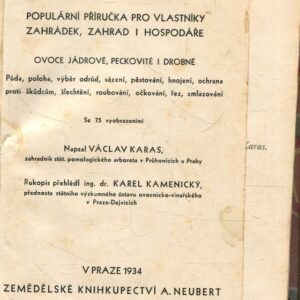 POPULÁRNÍ PŘÍRUČKA PRO VLASTNÍKY
ZAHRÁDEK, ZAHRAD I HOSPODÁŘE
OVOCE JÁDROVÉ, PECKOVITÉ I DROBNÉ
Půda, poloha, výběr odrůd, sázení, pěstování, hnojení, ochrana
proti škůdcům, šlechtění, roubování, očkování, řez, zmlazování
Se 75 vyobrazeními
Napsal VÁCLAV KARAS,
zahradník stát. pomologického arboreta v Průhonicích u Prahy
Rukopis přehlédl ing. dr. KAREL KAMENICKÝ,
přednosta státního výzkumného ústavu ovocnicko-vinařského
v Praze-Dejvicích
V PRAZE 1934
ZEMĚDĚLSKÉ KNIHKUPECTVÍ A. NEUBERT
Karas.